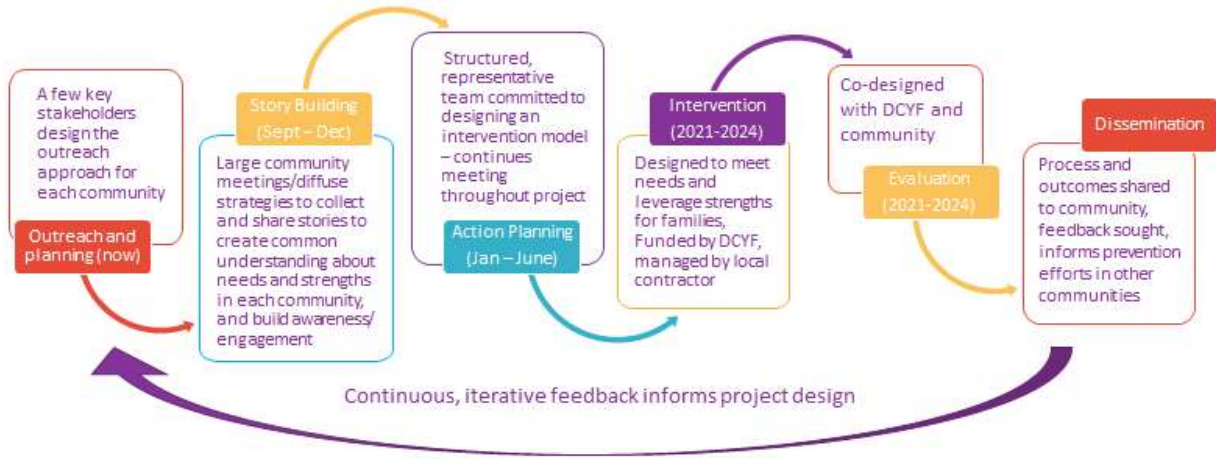 A few key
stakeholders
design the
outreach
approach for
each community
Outreach and
planning (now)
Story Building
(Sept – Dec)
Large community
meetings/diffuse
strategies to collect
and share stories to
create common
understanding about
needs and strengths
in each community,
and build awareness/
engagement
Structured,
representative
team committed to
designing an
intervention model
– continues
meeting
throughout project
Action Planning
(Jan – June)
Intervention
(2021-2024)
Designed to meet
needs and
leverage strengths
for families,
Funded by DCYF,
managed by local
contractor
Co-designed
with DCYF and
community
Evaluation
(2021-2024)
Dissemination
Process and
outcomes shared
to community,
feedback sought,
informs prevention
efforts in other
communities
Continuous, iterative feedback informs project design